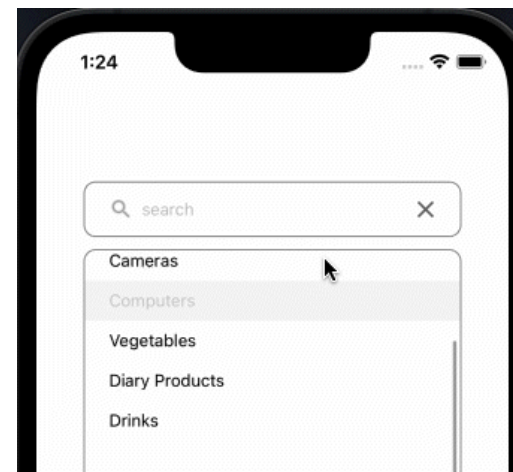 1:24
search
Cameras
Computers
Vegetables
Diary Products
Drinks